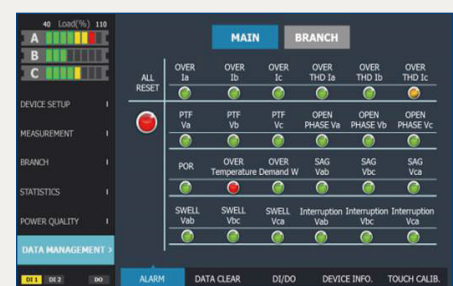 40 Load(%) 110
A
B
C
DEVICE SETUP
MEASUREMENT
BRANCH
STATISTICS
POWER QUALITY
DATA MANAGEMENT >
DI 1 DI 2 DO
MAIN BRANCH
ALL
RESET
OVER OVER OVER OVER OVER OVER
Ia Ib Ic THD Ia THD Ib THD Ic
PTF PTF PTF OPEN OPEN OPEN
Va Vb Vc PHASE Va PHASE Vb PHASE Vc
POR OVER OVER SAG SAG SAG
Temperature Demand W Vab Vbc Vca
SWELL SWELL SWELL Interruption Interruption Interruption
Vab Vbc Vca Vab Vbc Vca
ALARM DATA CLEAR DI/DO DEVICE INFO. TOUCH CALIB.